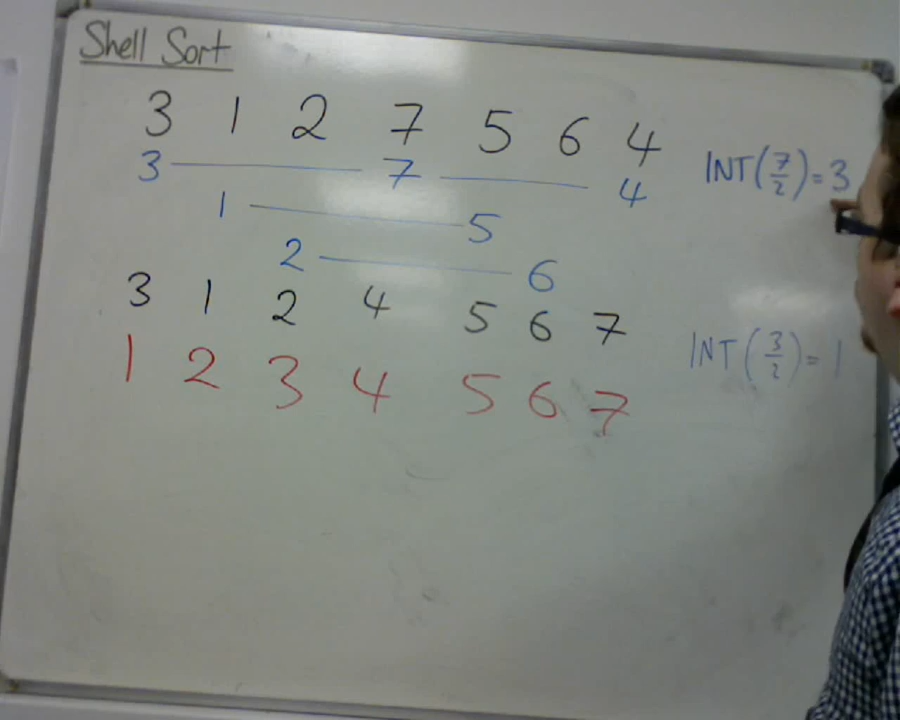 Shell Sort
3 1 2 7 5 6 4
3 7 4 INT(7/2)=3
1 5
2 6
3 1 2 4 5 6 7
INT(3/2)=1
1 2 3 4 5 6 7